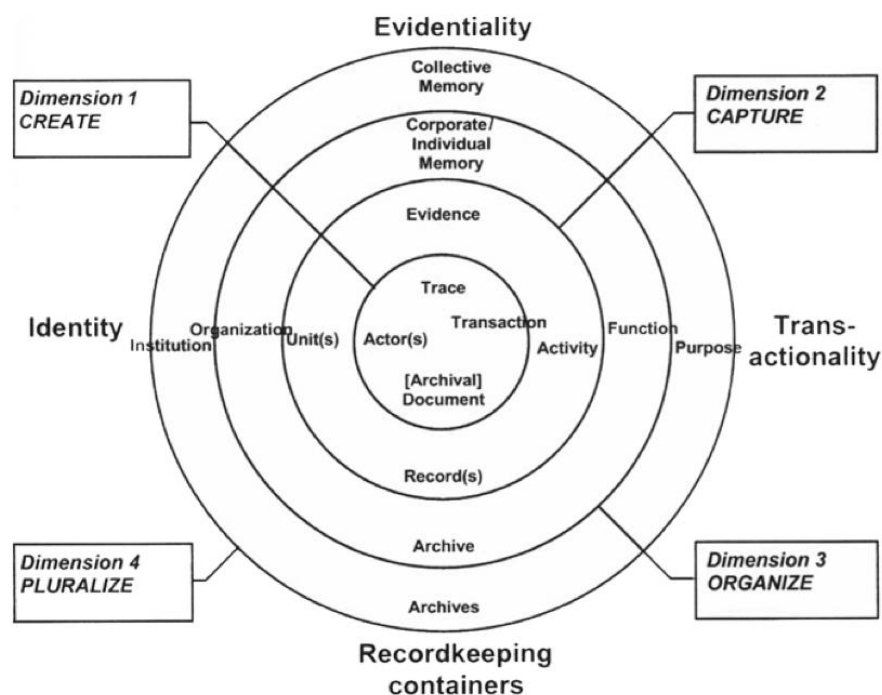 Evidentiality
Collective
Memory
Dimension 1
CREATE
Dimension 2
CAPTURE
Corporate/
Individual
Memory
Evidence
Trace
Identity
Institution
Organization
Unit(s)
Actor(s)
Transaction
Activity
Function
Purpose
Trans-
actionality
[Archival]
Document
Record(s)
Archive
Dimension 4
PLURALIZE
Dimension 3
ORGANIZE
Archives
Recordkeeping
containers